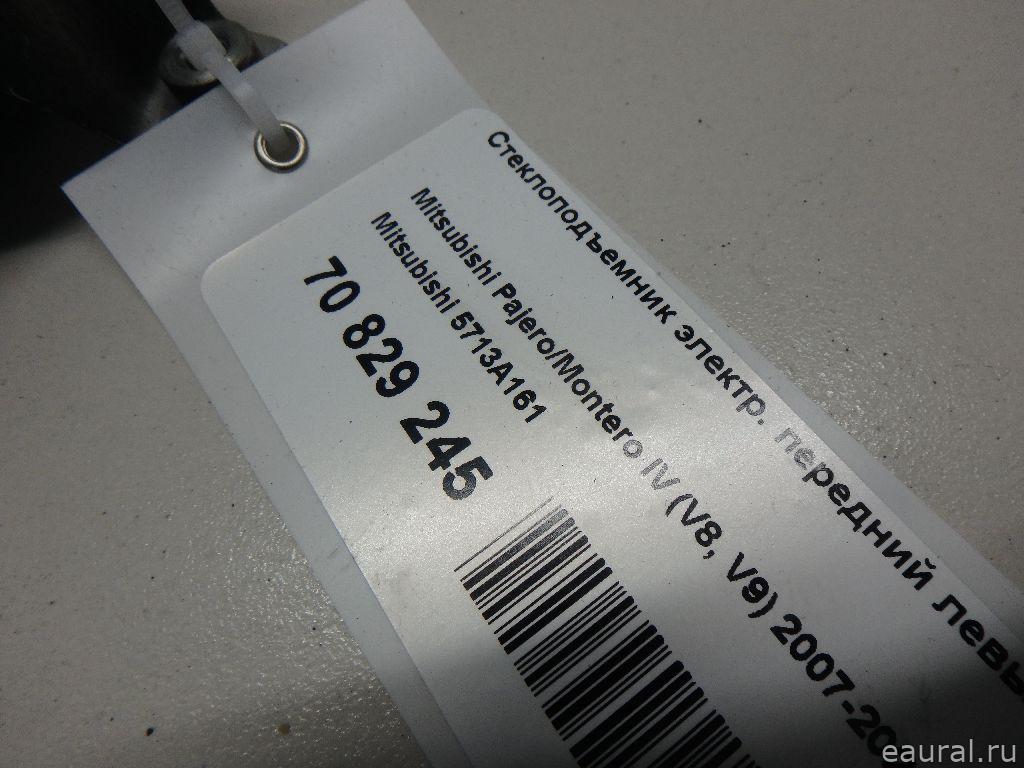 Стеклоподъемник электр. передний левы
Mitsubishi Pajero/Montero IV (V8, V9) 2007-20
Mitsubishi 5713A161
70 829 245
eaural.ru